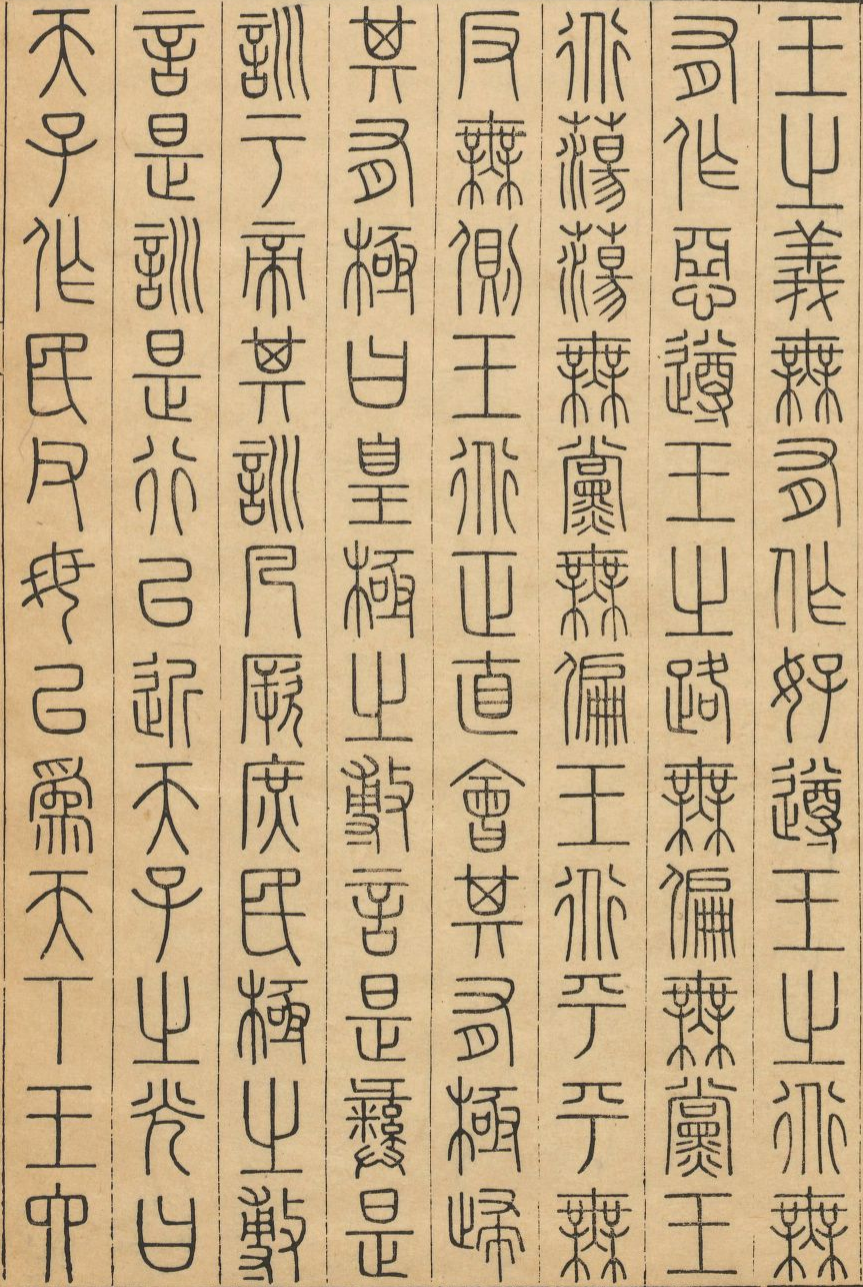 王之義無有作好遵王之道無
有作惡遵王之路無偏無黨王
道蕩蕩無黨無偏王道平平無
反無側王道正直會其有極歸
其有極曰皇極之敷言是彝是
訓于帝其訓凡厥庶民極之敷
言是訓是行以近天子之光曰
天子作民父母以為天下王六